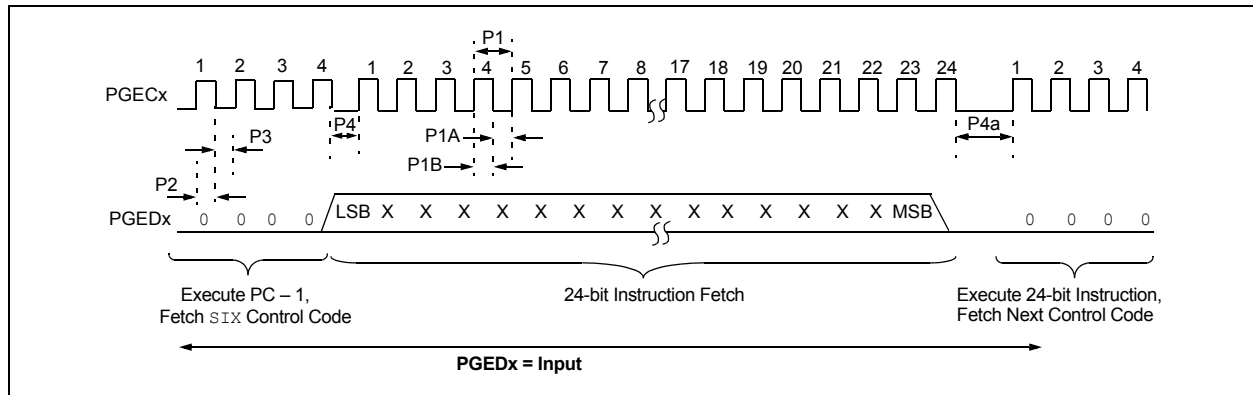 P1
1 2 3 4 1 2 3 4 5 6 7 8 17 18 19 20 21 22 23 24 1 2 3 4
PGECx
P4 P4a
P3 P1A
P1B
P2
PGEDx 0 0 0 0 LSB X X X X X X X X X X X X X X MSB 0 0 0 0
Execute PC – 1,
Fetch SIX Control Code
24-bit Instruction Fetch
Execute 24-bit Instruction,
Fetch Next Control Code
PGEDx = Input